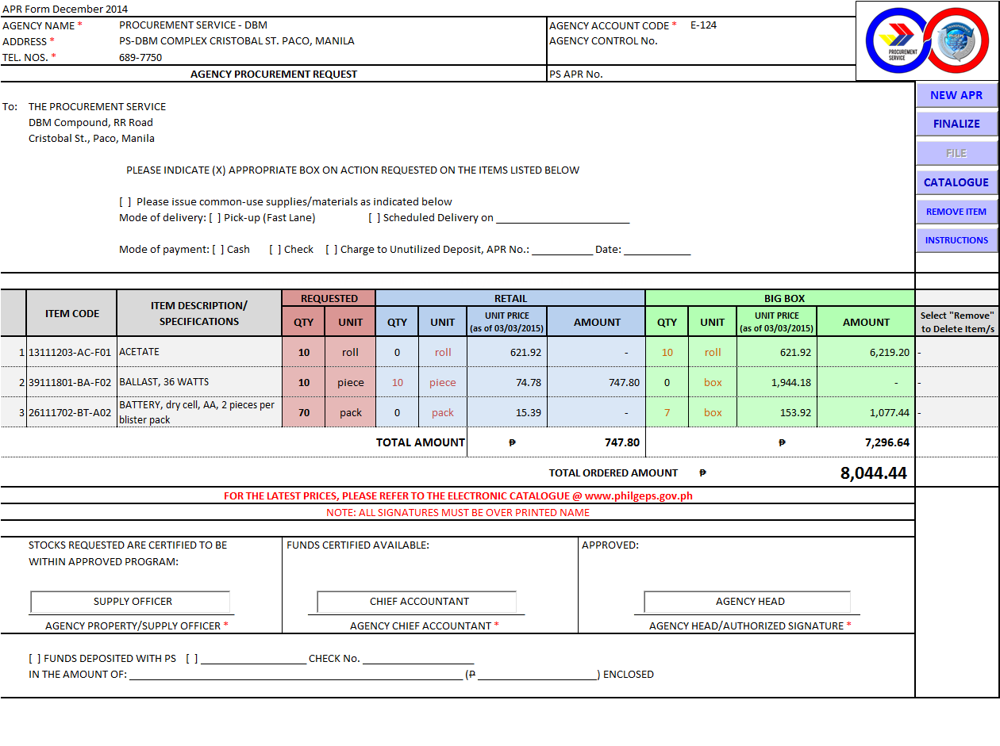 APR Form December 2014
AGENCY NAME * PROCUREMENT SERVICE - DBM AGENCY ACCOUNT CODE * E-124
ADDRESS * PS-DBM COMPLEX CRISTOBAL ST. PACO, MANILA AGENCY CONTROL No.
TEL. NOS. * 689-7750
PROCUREMENT
SERVICE
AGENCY PROCUREMENT REQUEST PS APR No.
NEW APR
FINALIZE
FILE
CATALOGUE
REMOVE ITEM
INSTRUCTIONS
To: THE PROCUREMENT SERVICE
DBM Compound, RR Road
Cristobal St., Paco, Manila
PLEASE INDICATE (X) APPROPRIATE BOX ON ACTION REQUESTED ON THE ITEMS LISTED BELOW
[ ] Please issue common-use supplies/materials as indicated below
Mode of delivery: [ ] Pick-up (Fast Lane) [ ] Scheduled Delivery on ________________________
Mode of payment: [ ] Cash [ ] Check [ ] Charge to Unutilized Deposit, APR No.: ___________ Date: ____________
ITEM CODE ITEM DESCRIPTION/ SPECIFICATIONS REQUESTED RETAIL BIG BOX
QTY UNIT QTY UNIT UNIT PRICE (as of 03/03/2015) AMOUNT QTY UNIT UNIT PRICE (as of 03/03/2015) AMOUNT Select "Remove" to Delete Item/s
1 13111203-AC-F01 ACETATE 10 roll 0 roll 621.92 - 10 roll 621.92 6,219.20 -
2 39111801-BA-F02 BALLAST, 36 WATTS 10 piece 10 piece 74.78 747.80 0 box 1,944.18 - -
3 26111702-BT-A02 BATTERY, dry cell, AA, 2 pieces per blister pack 70 pack 0 pack 15.39 - 7 box 153.92 1,077.44 -
TOTAL AMOUNT ₱ 747.80 ₱ 7,296.64
TOTAL ORDERED AMOUNT ₱ 8,044.44
FOR THE LATEST PRICES, PLEASE REFER TO THE ELECTRONIC CATALOGUE @ www.philgeps.gov.ph
NOTE: ALL SIGNATURES MUST BE OVER PRINTED NAME
STOCKS REQUESTED ARE CERTIFIED TO BE
WITHIN APPROVED PROGRAM:
SUPPLY OFFICER
AGENCY PROPERTY/SUPPLY OFFICER *
FUNDS CERTIFIED AVAILABLE:
CHIEF ACCOUNTANT
AGENCY CHIEF ACCOUNTANT *
APPROVED:
AGENCY HEAD
AGENCY HEAD/AUTHORIZED SIGNATURE *
[ ] FUNDS DEPOSITED WITH PS [ ] ___________________ CHECK No. ____________________
IN THE AMOUNT OF: ____________________________________________________________ (₱ ______________________) ENCLOSED